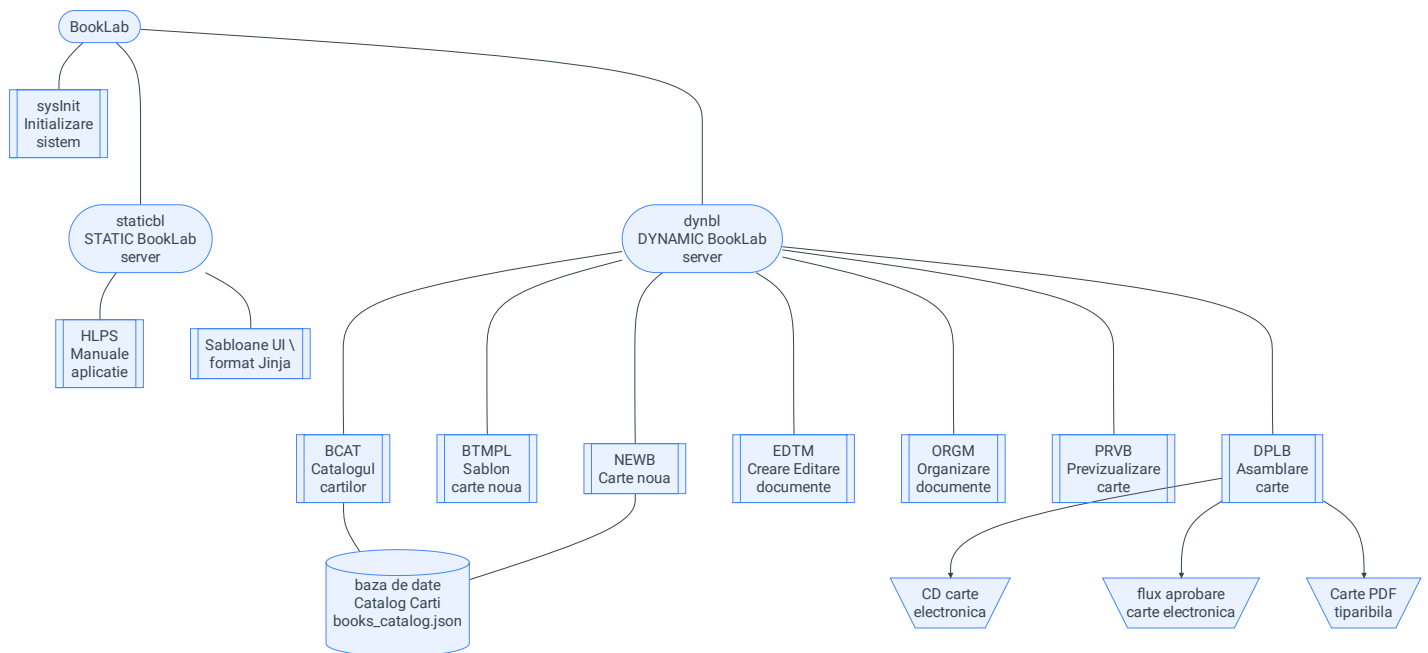 BookLab
sysInit
Initializare
sistem
staticbl
STATIC BookLab
server
dynbl
DYNAMIC BookLab
server
HLPS
Manuale
aplicatie
Sabloane UI \
format Jinja
BCAT
Catalogul
cartilor
BTMPL
Sablon
carte noua
NEWB
Carte noua
EDTM
Creare Editare
documente
ORGM
Organizare
documente
PRVB
Previzualizare
carte
DPLB
Asamblare
carte
baza de date
Catalog Carti
books_catalog.json
CD carte
electronica
flux aprobare
carte electronica
Carte PDF
tiparibila